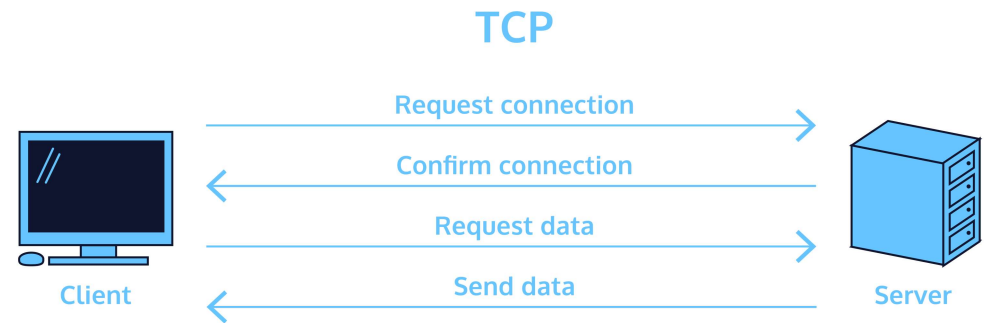 TCP
Request connection
Confirm connection
Request data
Send data
Client
Server